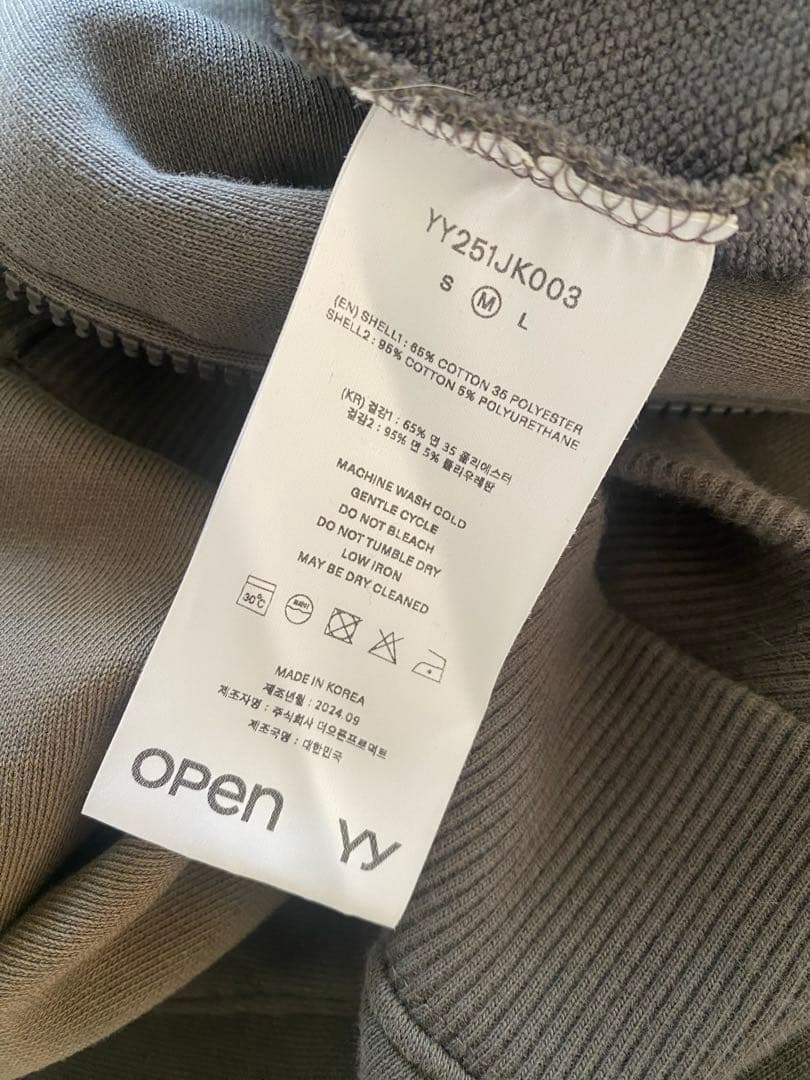 YY251JK003
S M L
(EN) SHELL1 : 65% COTTON 35 POLYESTER
SHELL2 : 95% COTTON 5% POLYURETHANE
(KR) 겉감1 : 65% 면 35 폴리에스터
겉감2 : 95% 면 5% 폴리우레탄
MACHINE WASH COLD
GENTLE CYCLE
DO NOT BLEACH
DO NOT TUMBLE DRY
LOW IRON
MAY BE DRY CLEANED
30℃
MADE IN KOREA
제조년월 : 2024.09
제조자명 : 주식회사 더오픈프로덕트
제조국명 : 대한민국
OPEN YY